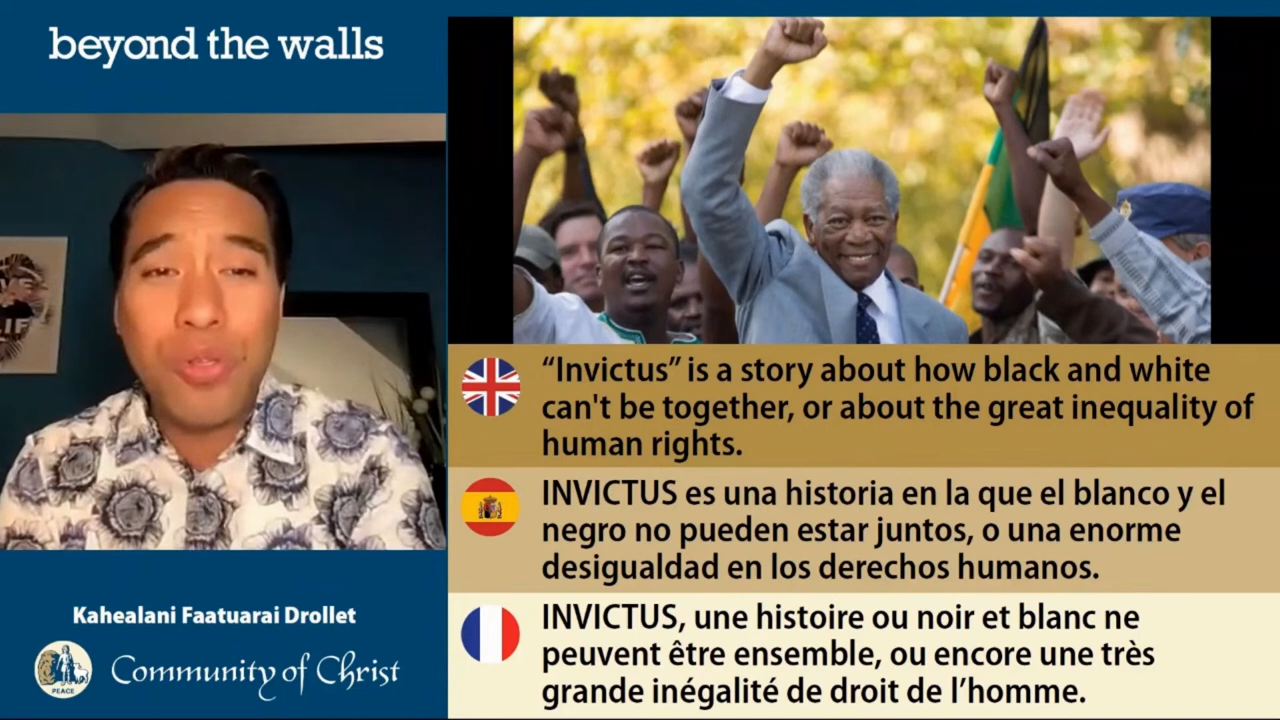 beyond the walls
LIF
“Invictus” is a story about how black and white
can't be together, or about the great inequality of
human rights.
INVICTUS es una historia en la que el blanco y el
negro no pueden estar juntos, o una enorme
desigualdad en los derechos humanos.
INVICTUS, une histoire ou noir et blanc ne
peuvent être ensemble, ou encore une très
grande inégalité de droit de l’homme.
Kahealani Faatuarai Drollet
PEACE
Community of Christ